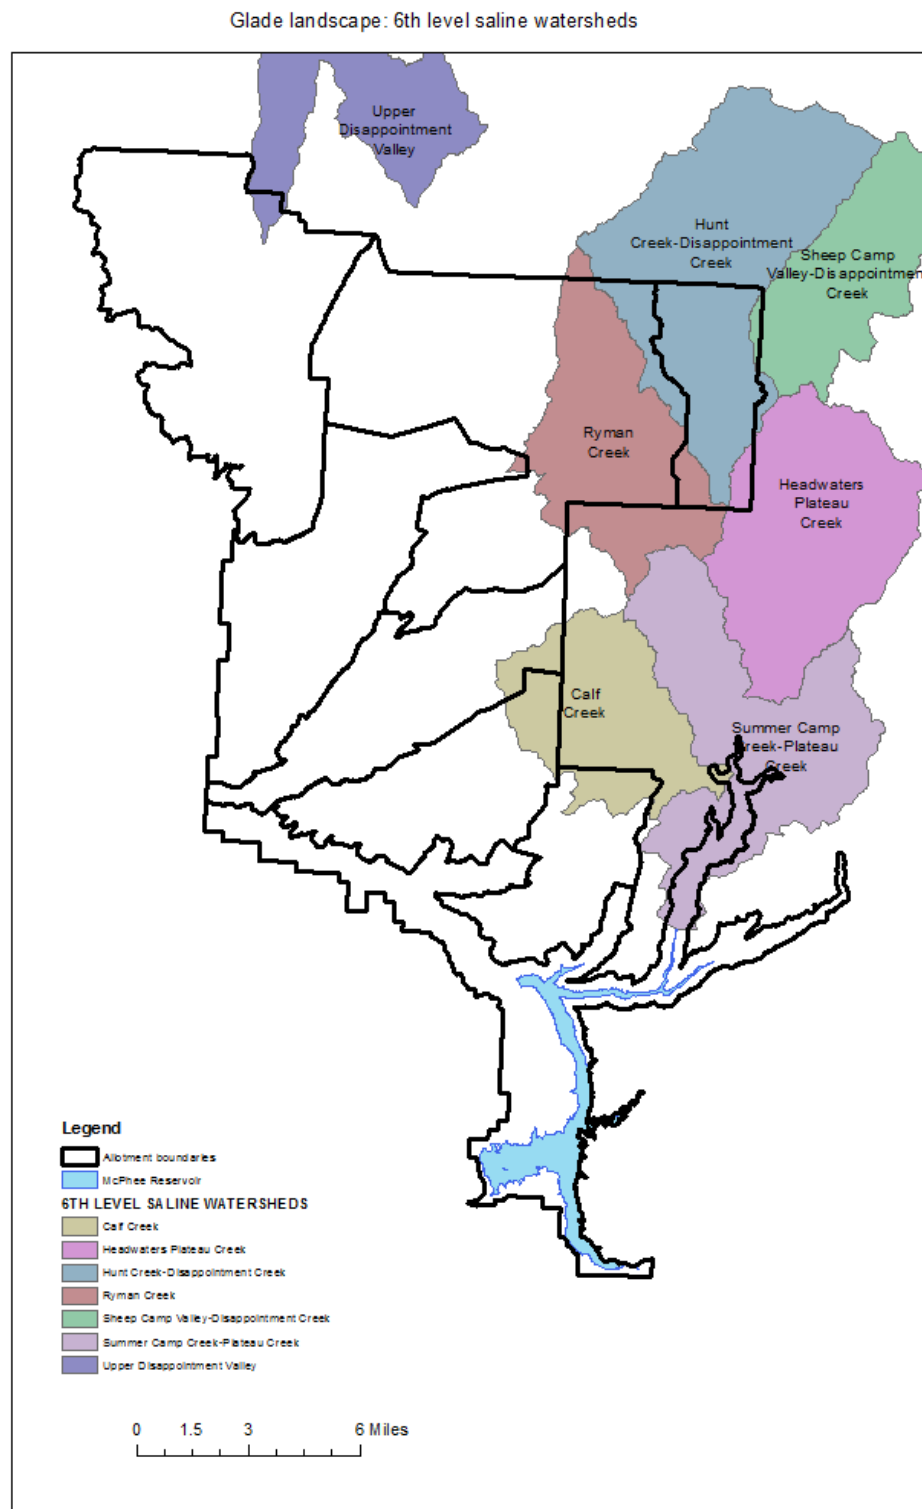 Glade landscape: 6th level saline watersheds
Upper
Disappointment
Valley
Hunt
Creek-Disappointment
Creek
Sheep Camp
Valley-Disappointmen
Creek
Ryman
Creek
Headwaters
Plateau
Creek
Calf
Creek
Summer Camp
Creek-Plateau
Creek
Legend
Allotment boundaries
McPhee Reservoir
6TH LEVEL SALINE WATERSHEDS
Calf Creek
Headwaters Plateau Creek
Hunt Creek-Disappointment Creek
Ryman Creek
Sheep Camp Valley-Disappointment Creek
Summer Camp Creek-Plateau Creek
Upper Disappointment Valley
0 1.5 3 6 Miles